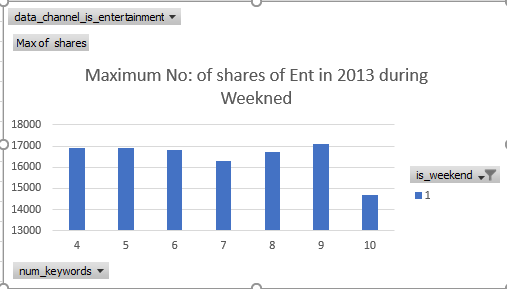 data_channel_is_entertainment
Max of shares
Maximum No: of shares of Ent in 2013 during
Weekned
18000
17000
16000
15000
14000
13000
4 5 6 7 8 9 10
is_weekend
1
num_keywords